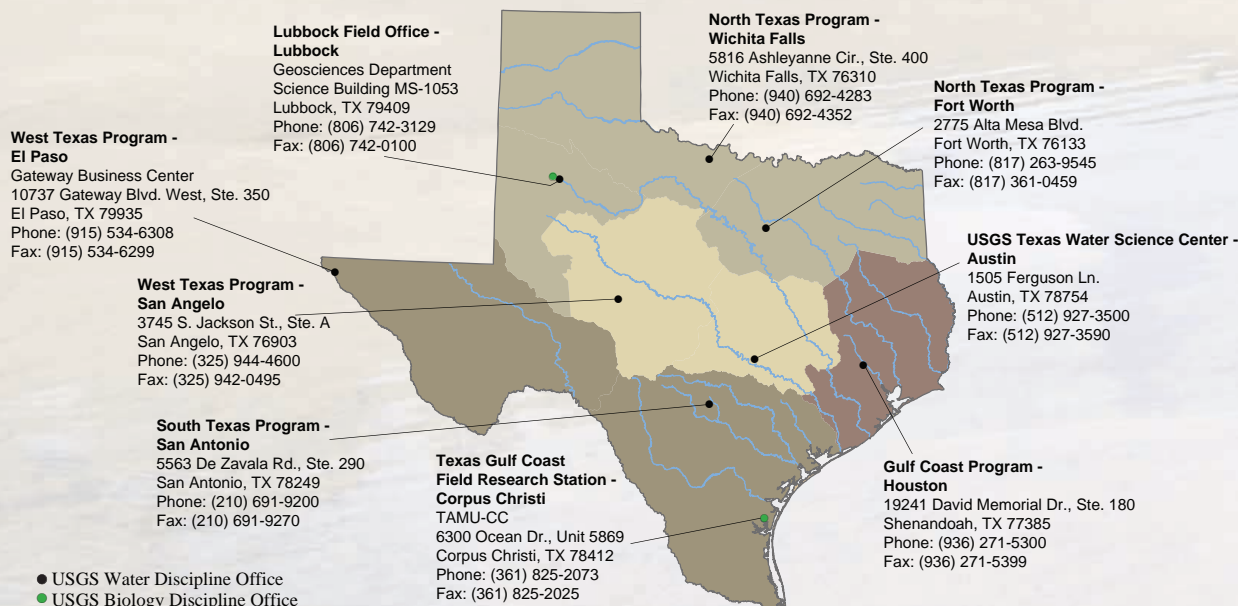 Lubbock Field Office -
Lubbock
Geosciences Department
Science Building MS-1053
Lubbock, TX 79409
Phone: (806) 742-3129
Fax: (806) 742-0100
North Texas Program -
Wichita Falls
5816 Ashleyanne Cir., Ste. 400
Wichita Falls, TX 76310
Phone: (940) 692-4283
Fax: (940) 692-4352
North Texas Program -
Fort Worth
2775 Alta Mesa Blvd.
Fort Worth, TX 76133
Phone: (817) 263-9545
Fax: (817) 361-0459
West Texas Program -
El Paso
Gateway Business Center
10737 Gateway Blvd. West, Ste. 350
El Paso, TX 79935
Phone: (915) 534-6308
Fax: (915) 534-6299
USGS Texas Water Science Center -
Austin
1505 Ferguson Ln.
Austin, TX 78754
Phone: (512) 927-3500
Fax: (512) 927-3590
West Texas Program -
San Angelo
3745 S. Jackson St., Ste. A
San Angelo, TX 76903
Phone: (325) 944-4600
Fax: (325) 942-0495
South Texas Program -
San Antonio
5563 De Zavala Rd., Ste. 290
San Antonio, TX 78249
Phone: (210) 691-9200
Fax: (210) 691-9270
Texas Gulf Coast
Field Research Station -
Corpus Christi
TAMU-CC
6300 Ocean Dr., Unit 5869
Corpus Christi, TX 78412
Phone: (361) 825-2073
Fax: (361) 825-2025
Gulf Coast Program -
Houston
19241 David Memorial Dr., Ste. 180
Shenandoah, TX 77385
Phone: (936) 271-5300
Fax: (936) 271-5399
USGS Water Discipline Office
USGS Biology Discipline Office